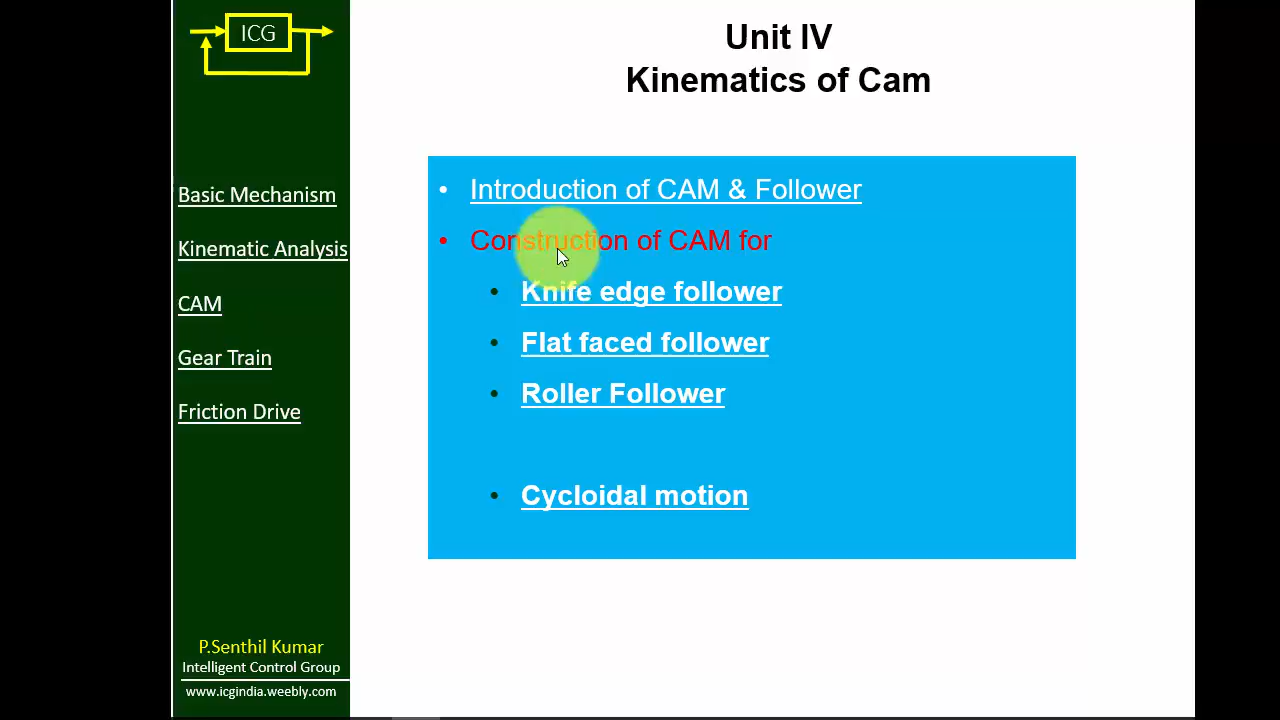 ICG
Basic Mechanism
Kinematic Analysis
CAM
Gear Train
Friction Drive
P.Senthil Kumar
Intelligent Control Group
www.icgindia.weebly.com
Unit IV
Kinematics of Cam
• Introduction of CAM & Follower
• Construction of CAM for
• Knife edge follower
• Flat faced follower
• Roller Follower
• Cycloidal motion